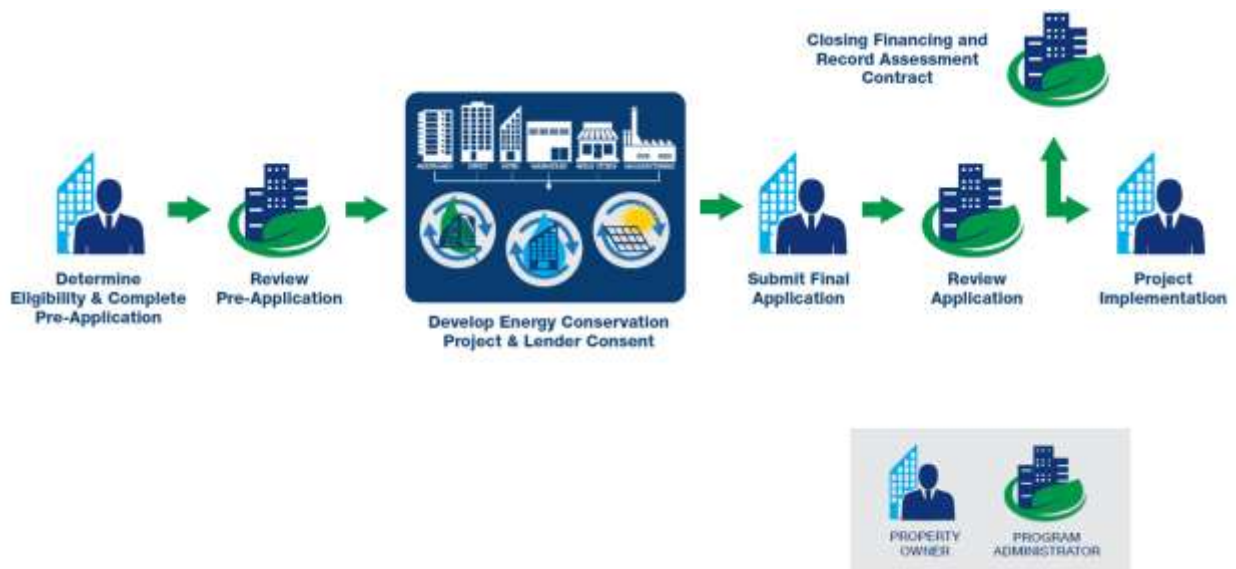 Closing Financing and
Record Assessment
Contract
Determine
Eligibility & Complete
Pre-Application
Review
Pre-Application
Develop Energy Conservation
Project & Lender Consent
Submit Final
Application
Review
Application
Project
Implementation
PROPERTY
OWNER
PROGRAM
ADMINISTRATOR